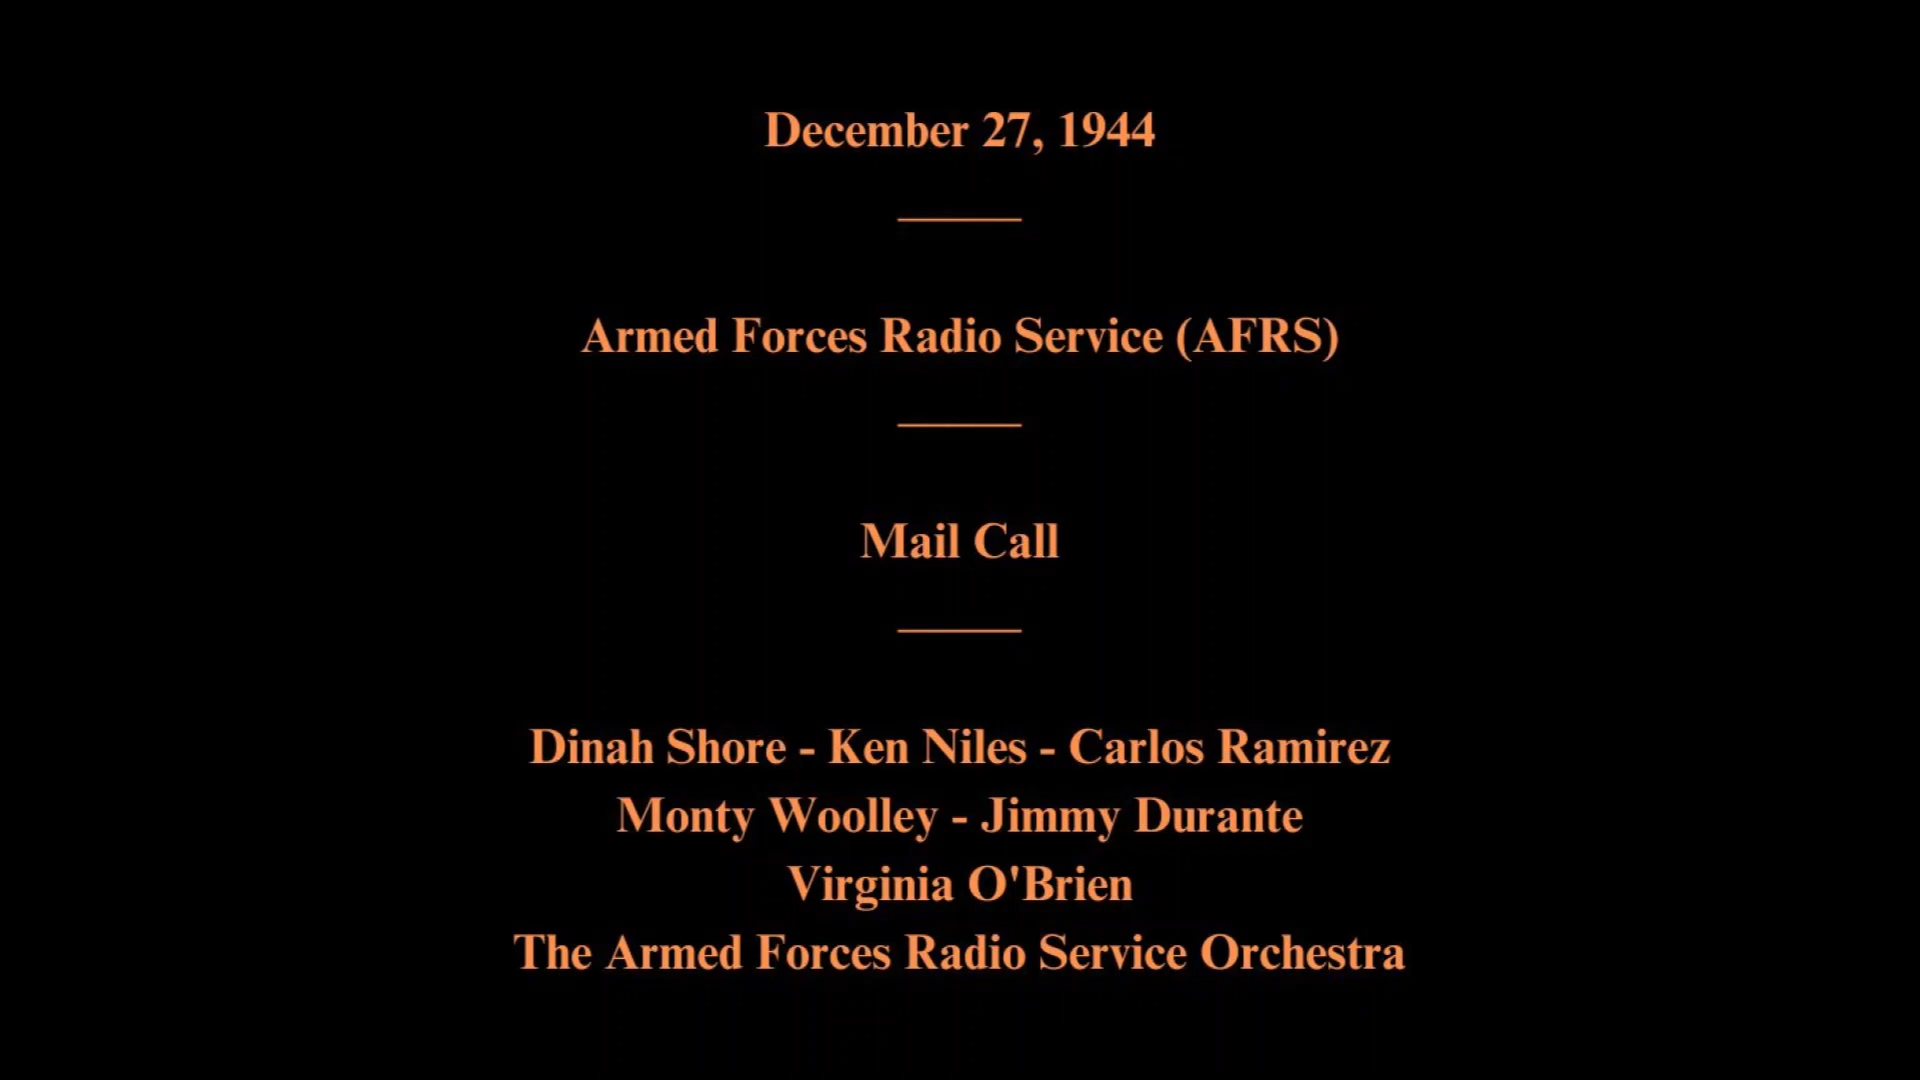 December 27, 1944
Armed Forces Radio Service (AFRS)
Mail Call
Dinah Shore - Ken Niles - Carlos Ramirez
Monty Woolley - Jimmy Durante
Virginia O'Brien
The Armed Forces Radio Service Orchestra